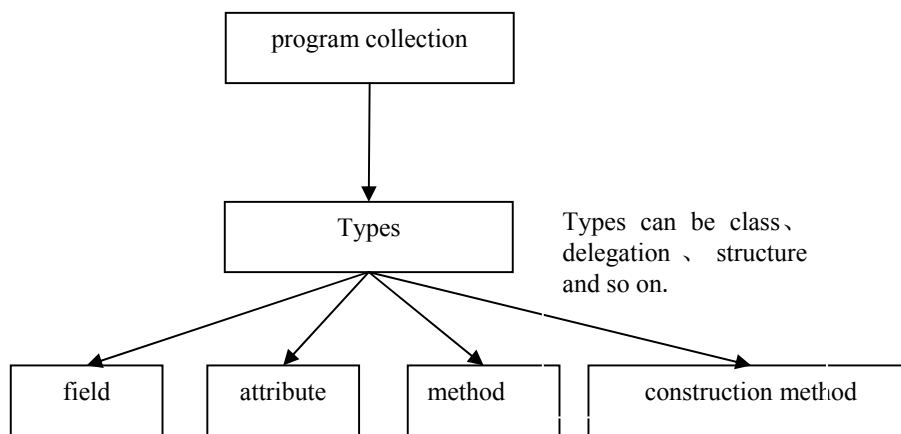 program collection
Types
Types can be class、
delegation 、 structure
and so on.
field
attribute
method
construction method